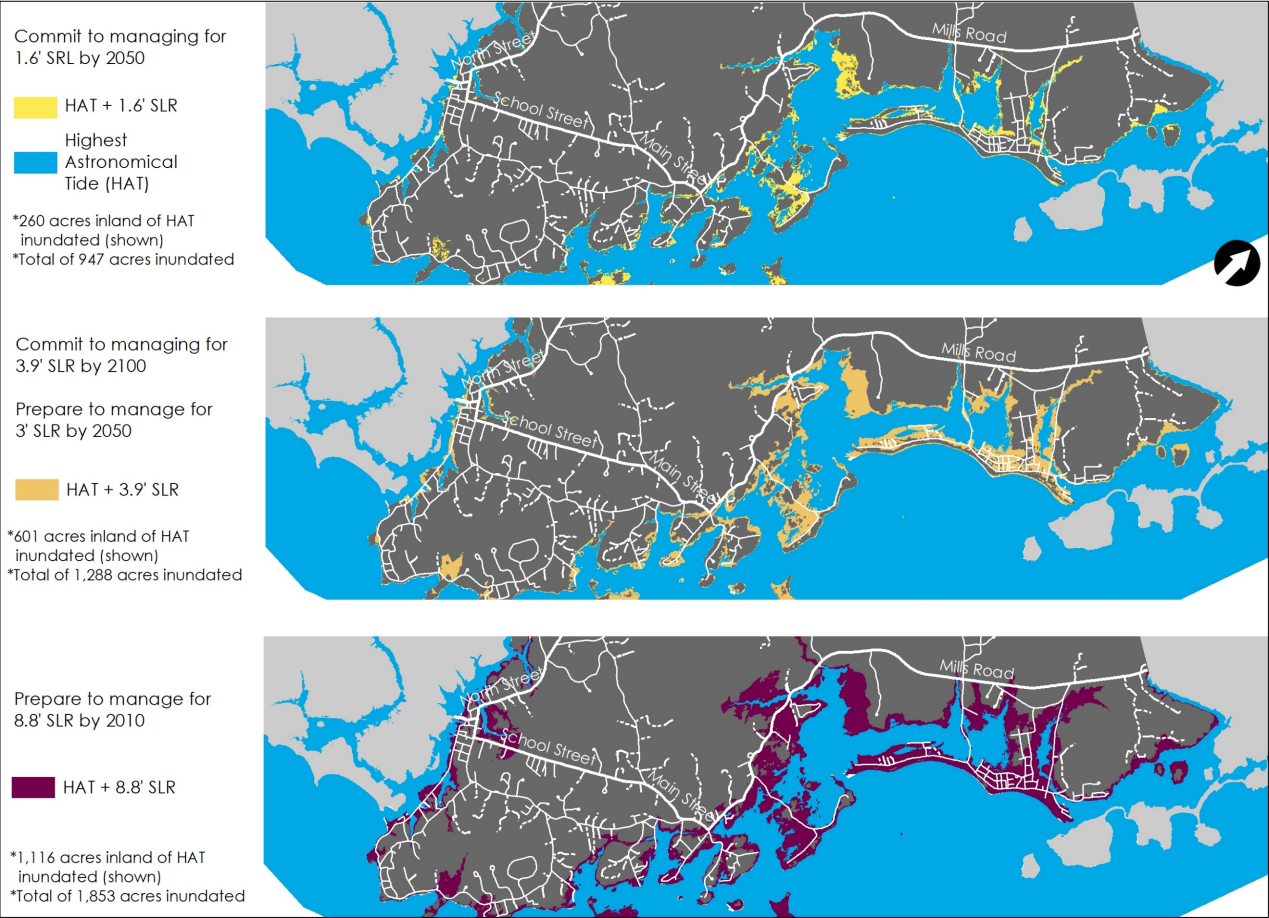 Commit to managing for
1.6' SRL by 2050
HAT + 1.6' SLR
Highest
Astronomical
Tide (HAT)
*260 acres inland of HAT
inundated (shown)
*Total of 947 acres inundated
North Street
School Street
Main Street
Mills Road
Commit to managing for
3.9' SLR by 2100
Prepare to manage for
3' SLR by 2050
HAT + 3.9' SLR
*601 acres inland of HAT
inundated (shown)
*Total of 1,288 acres inundated
North Street
School Street
Main Street
Mills Road
Prepare to manage for
8.8' SLR by 2010
HAT + 8.8' SLR
*1,116 acres inland of HAT
inundated (shown)
*Total of 1,853 acres inundated
North Street
School Street
Main Street
Mills Road